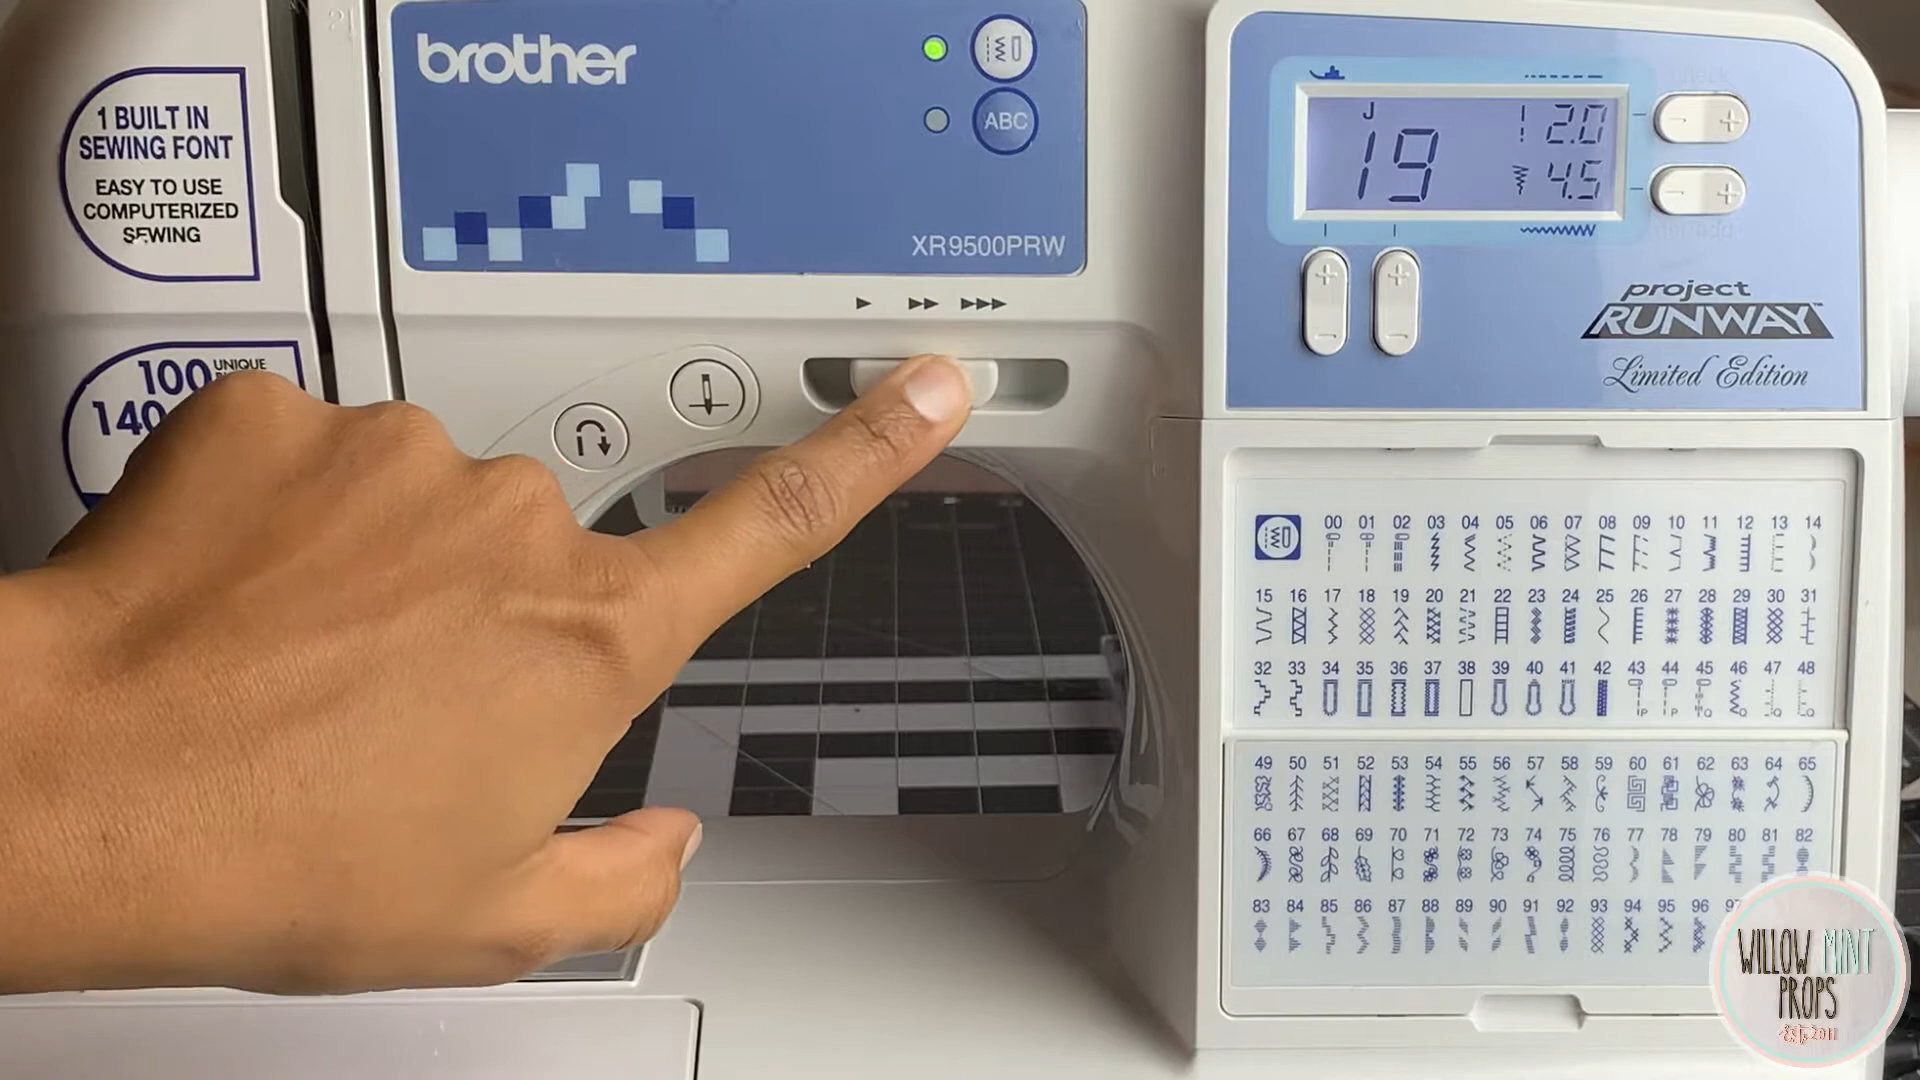 brother
1 BUILT IN
SEWING FONT
EASY TO USE
COMPUTERIZED
SEWING
100 UNIQUE
140
ABC
XR9500PRW
J
19
2.0
4.5
project
RUNWAY™
Limited Edition
00 01 02 03 04 05 06 07 08 09 10 11 12 13 14
15 16 17 18 19 20 21 22 23 24 25 26 27 28 29 30 31
32 33 34 35 36 37 38 39 40 41 42 43 44 45 46 47 48
P P Q Q Q Q
49 50 51 52 53 54 55 56 57 58 59 60 61 62 63 64 65
66 67 68 69 70 71 72 73 74 75 76 77 78 79 80 81 82
83 84 85 86 87 88 89 90 91 92 93 94 95 96
WILLOW MINT
PROPS
2011